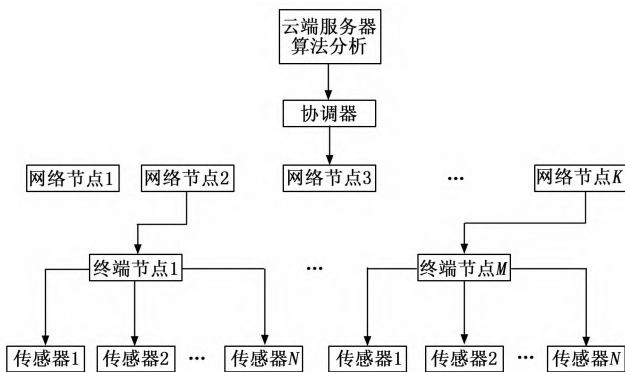 云端服务器
算法分析
协调器
网络节点1 网络节点2 网络节点3 … 网络节点K
终端节点1 … 终端节点M
传感器1 传感器2 … 传感器N 传感器1 传感器2 … 传感器N